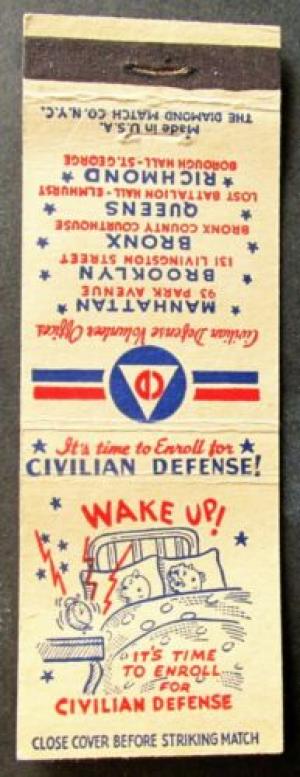 CD
Civilian Defense Volunteer Offices
★ MANHATTAN ★
93 PARK AVENUE
★ BROOKLYN ★
131 LIVINGSTON STREET
★ BRONX ★
BRONX COUNTY COURTHOUSE
★ QUEENS ★
LOST BATTALION HALL-ELMHURST
★ RICHMOND ★
BOROUGH HALL-ST. GEORGE
Made in U.S.A.
THE DIAMOND MATCH CO. N.Y.C.
★ It's time to Enroll for ★
CIVILIAN DEFENSE!
WAKE UP!
IT'S TIME
TO ENROLL
FOR
CIVILIAN DEFENSE
CLOSE COVER BEFORE STRIKING MATCH